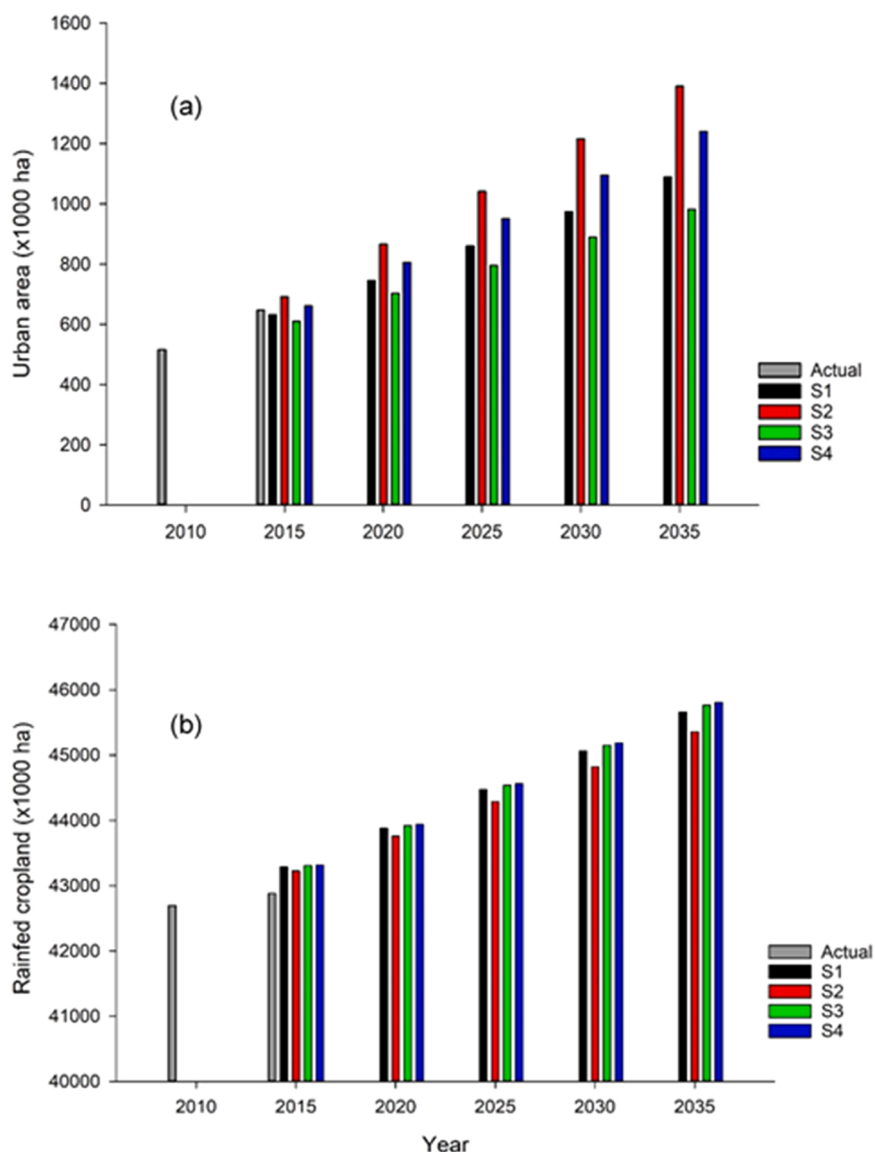 1600
1400
(a)
1200
1000
800
600
400
200
0
Urban area (x1000 ha)
Actual
S1
S2
S3
S4
2010 2015 2020 2025 2030 2035
47000
46000
(b)
45000
44000
43000
42000
41000
40000
Rainfed cropland (x1000 ha)
Actual
S1
S2
S3
S4
2010 2015 2020 2025 2030 2035
Year